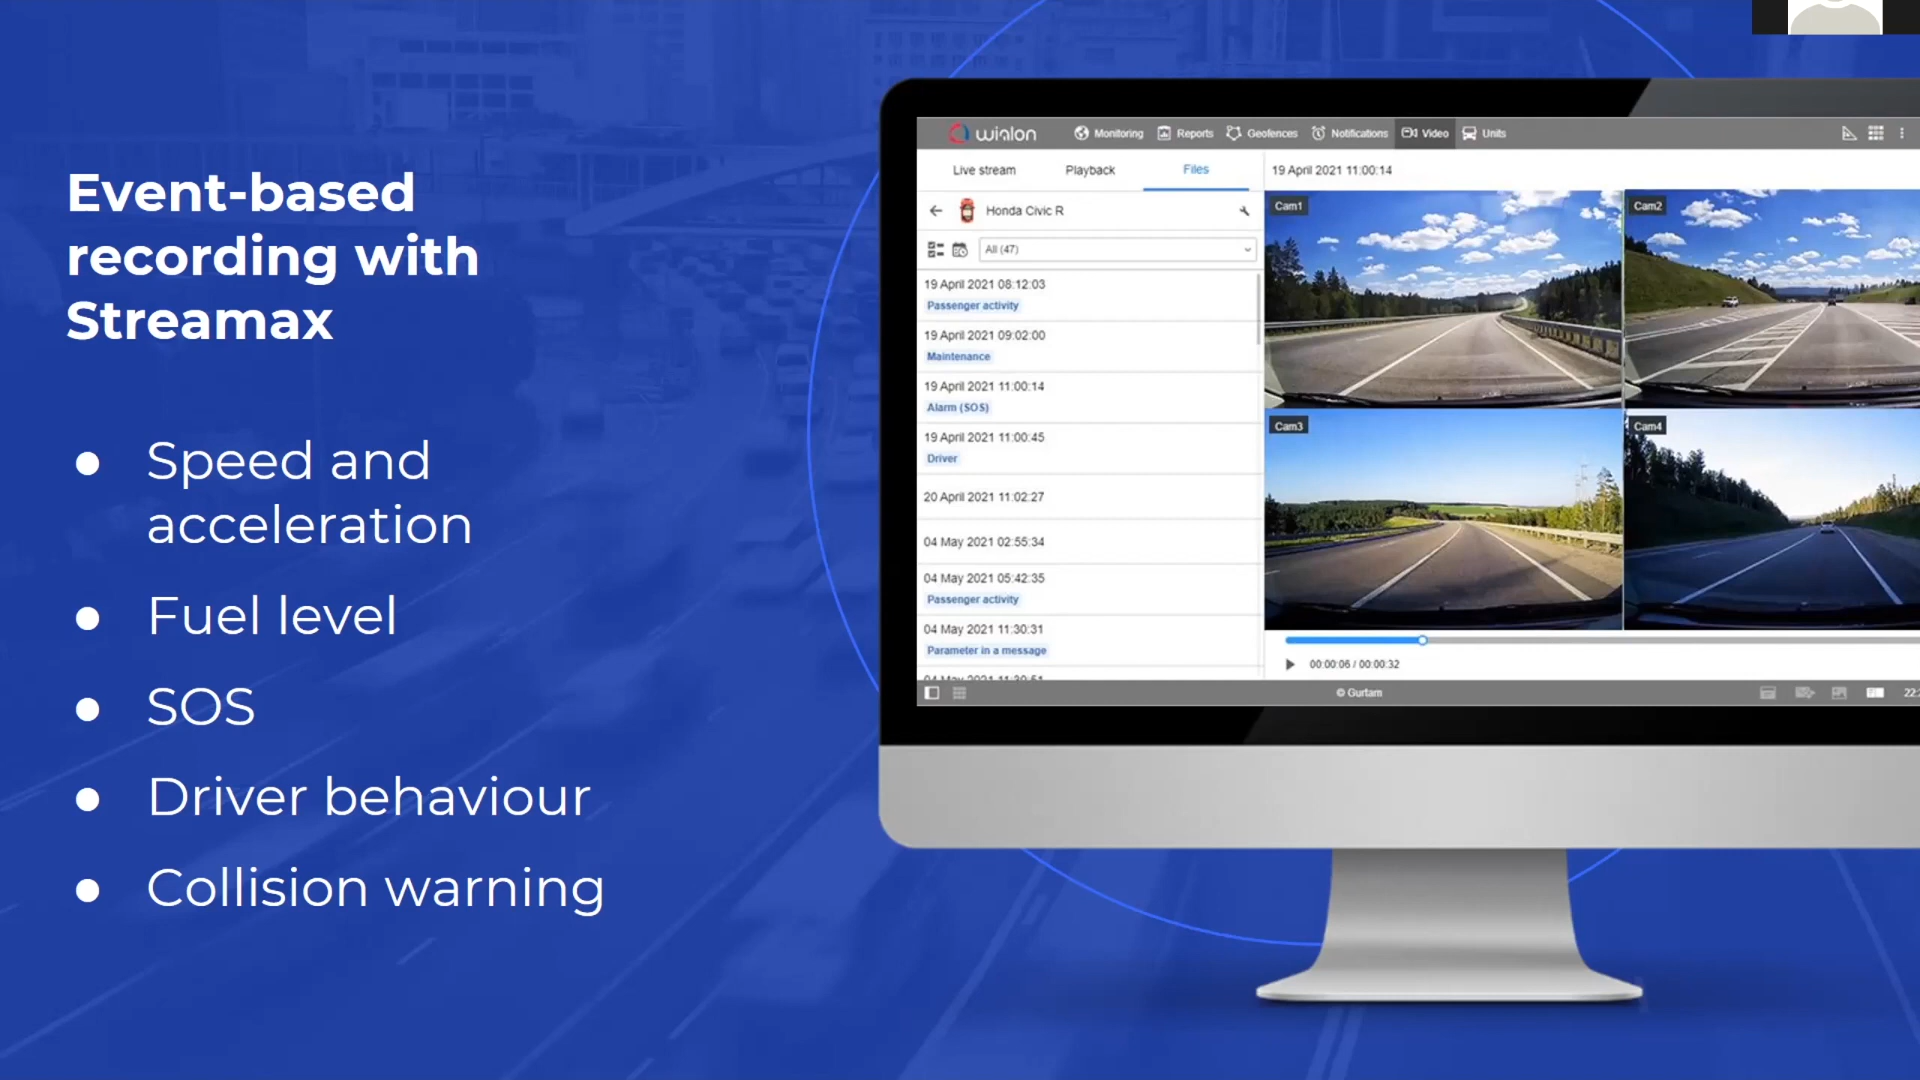 Event-based
recording with
Streamax
Speed and
acceleration
Fuel level
SOS
Driver behaviour
Collision warning
wialon
Monitoring
Reports
Geofences
Notifications
Video
Units
Live stream
Playback
Files
Honda Civic R
All (47)
19 April 2021 08:12:03
Passenger activity
19 April 2021 09:02:00
Maintenance
19 April 2021 11:00:14
Alarm (SOS)
19 April 2021 11:00:45
Driver
20 April 2021 11:02:27
04 May 2021 02:55:34
04 May 2021 05:42:35
Passenger activity
04 May 2021 11:30:31
Parameter in a message
19 April 2021 11:00:14
Cam1
Cam2
Cam3
Cam4
00:00:06 / 00:00:32
© Gurtam